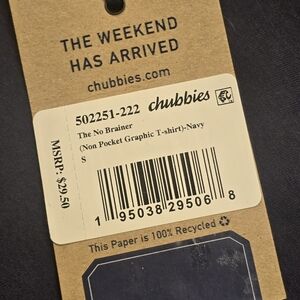 THE WEEKEND
HAS ARRIVED
chubbies.com
502251-222 chubbies
The No Brainer
(Non Pocket Graphic T-shirt)-Navy
S
MSRP: $29.50
1 95038 29506 8
This Paper is 100% Recycled